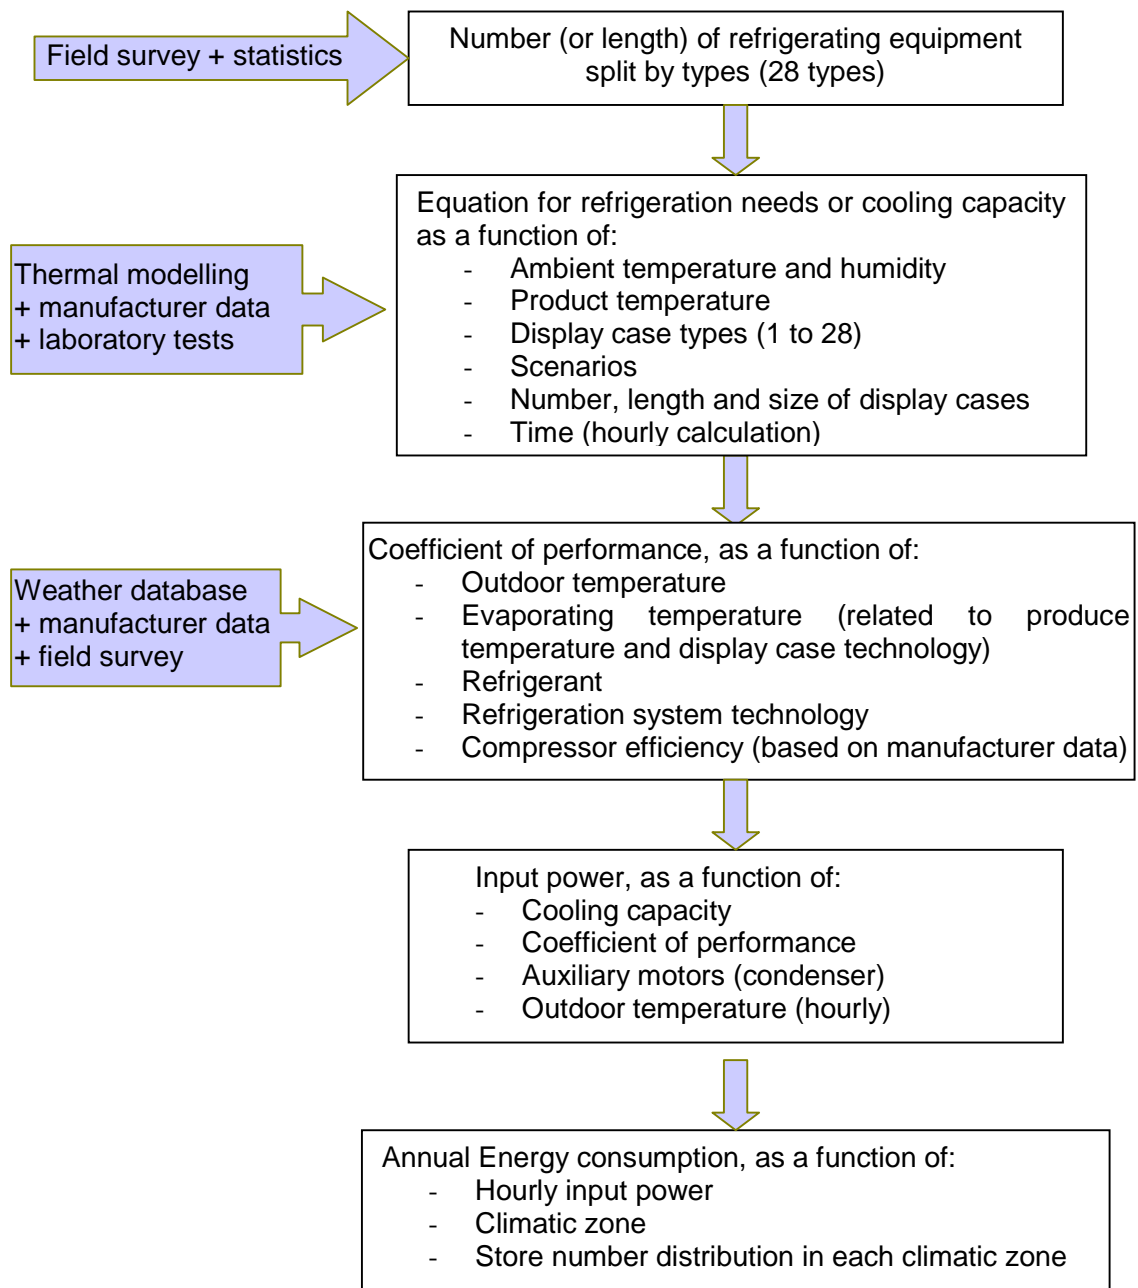 Field survey + statistics
Number (or length) of refrigerating equipment
split by types (28 types)
Thermal modelling
+ manufacturer data
+ laboratory tests
Equation for refrigeration needs or cooling capacity
as a function of:
- Ambient temperature and humidity
- Product temperature
- Display case types (1 to 28)
- Scenarios
- Number, length and size of display cases
- Time (hourly calculation)
Weather database
+ manufacturer data
+ field survey
Coefficient of performance, as a function of:
- Outdoor temperature
- Evaporating temperature (related to produce
temperature and display case technology)
- Refrigerant
- Refrigeration system technology
- Compressor efficiency (based on manufacturer data)
Input power, as a function of:
- Cooling capacity
- Coefficient of performance
- Auxiliary motors (condenser)
- Outdoor temperature (hourly)
Annual Energy consumption, as a function of:
- Hourly input power
- Climatic zone
- Store number distribution in each climatic zone